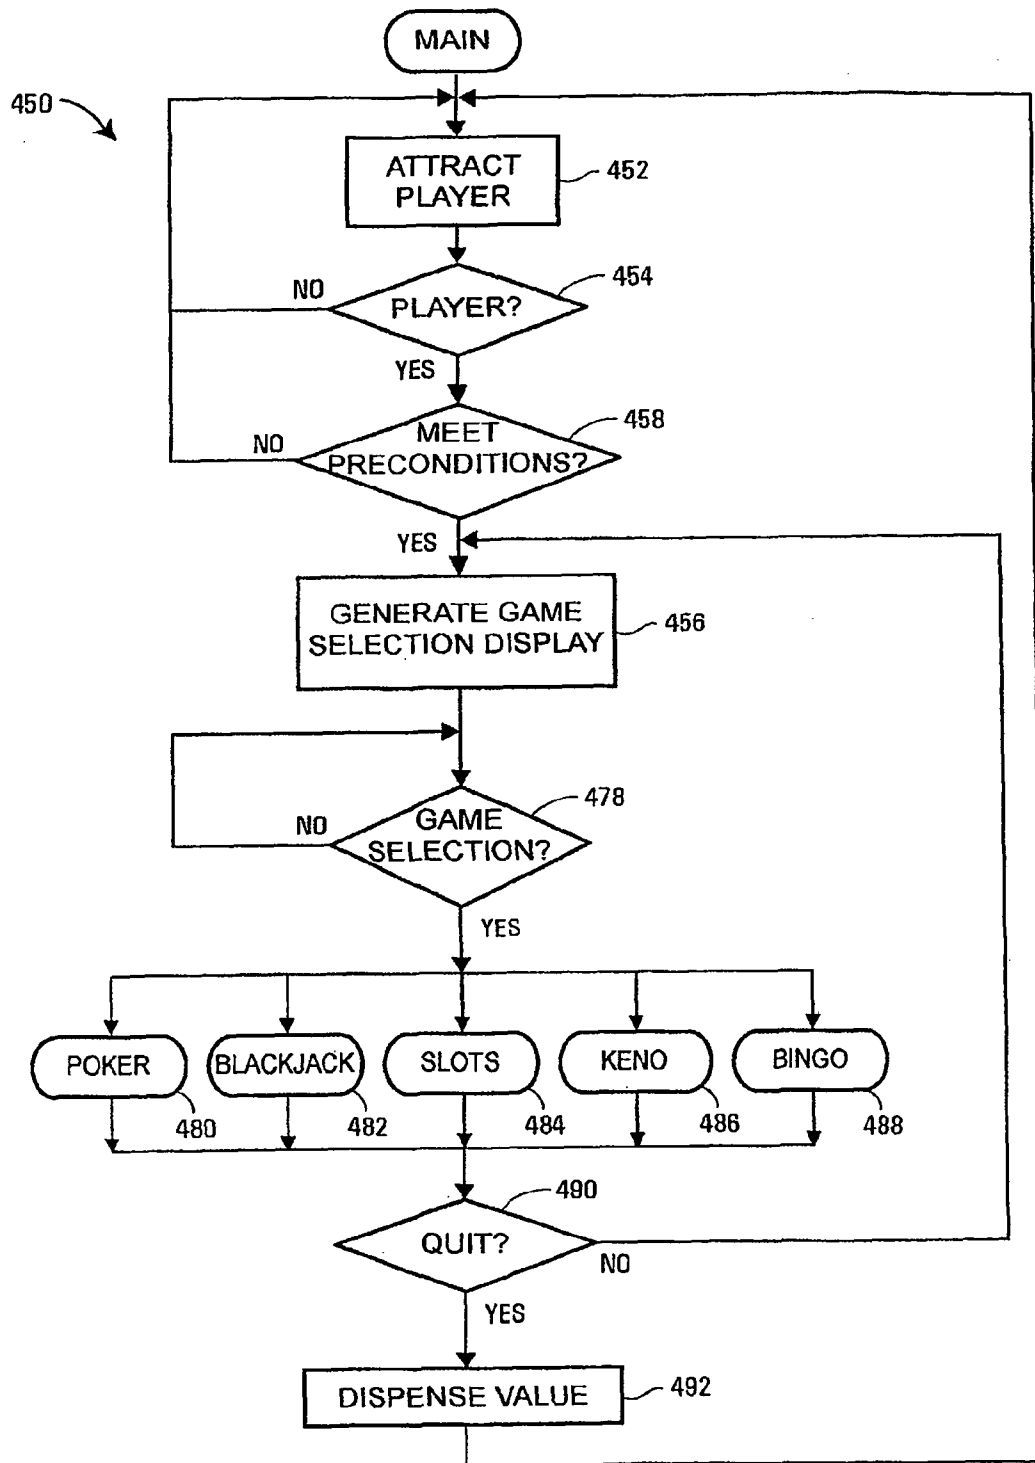 MAIN
450
ATTRACT
PLAYER
452
454
NO
PLAYER?
YES
458
MEET
NO
PRECONDITIONS?
YES
GENERATE GAME
SELECTION DISPLAY
456
478
NO
GAME
SELECTION?
YES
POKER
BLACKJACK
SLOTS
KENO
BINGO
480
482
484
486
488
490
QUIT?
NO
YES
DISPENSE VALUE
492